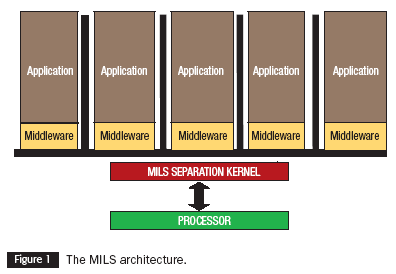 Application Application Application Application Application
Middleware Middleware Middleware Middleware Middleware
MILS SEPARATION KERNEL
PROCESSOR
Figure 1 The MILS architecture.